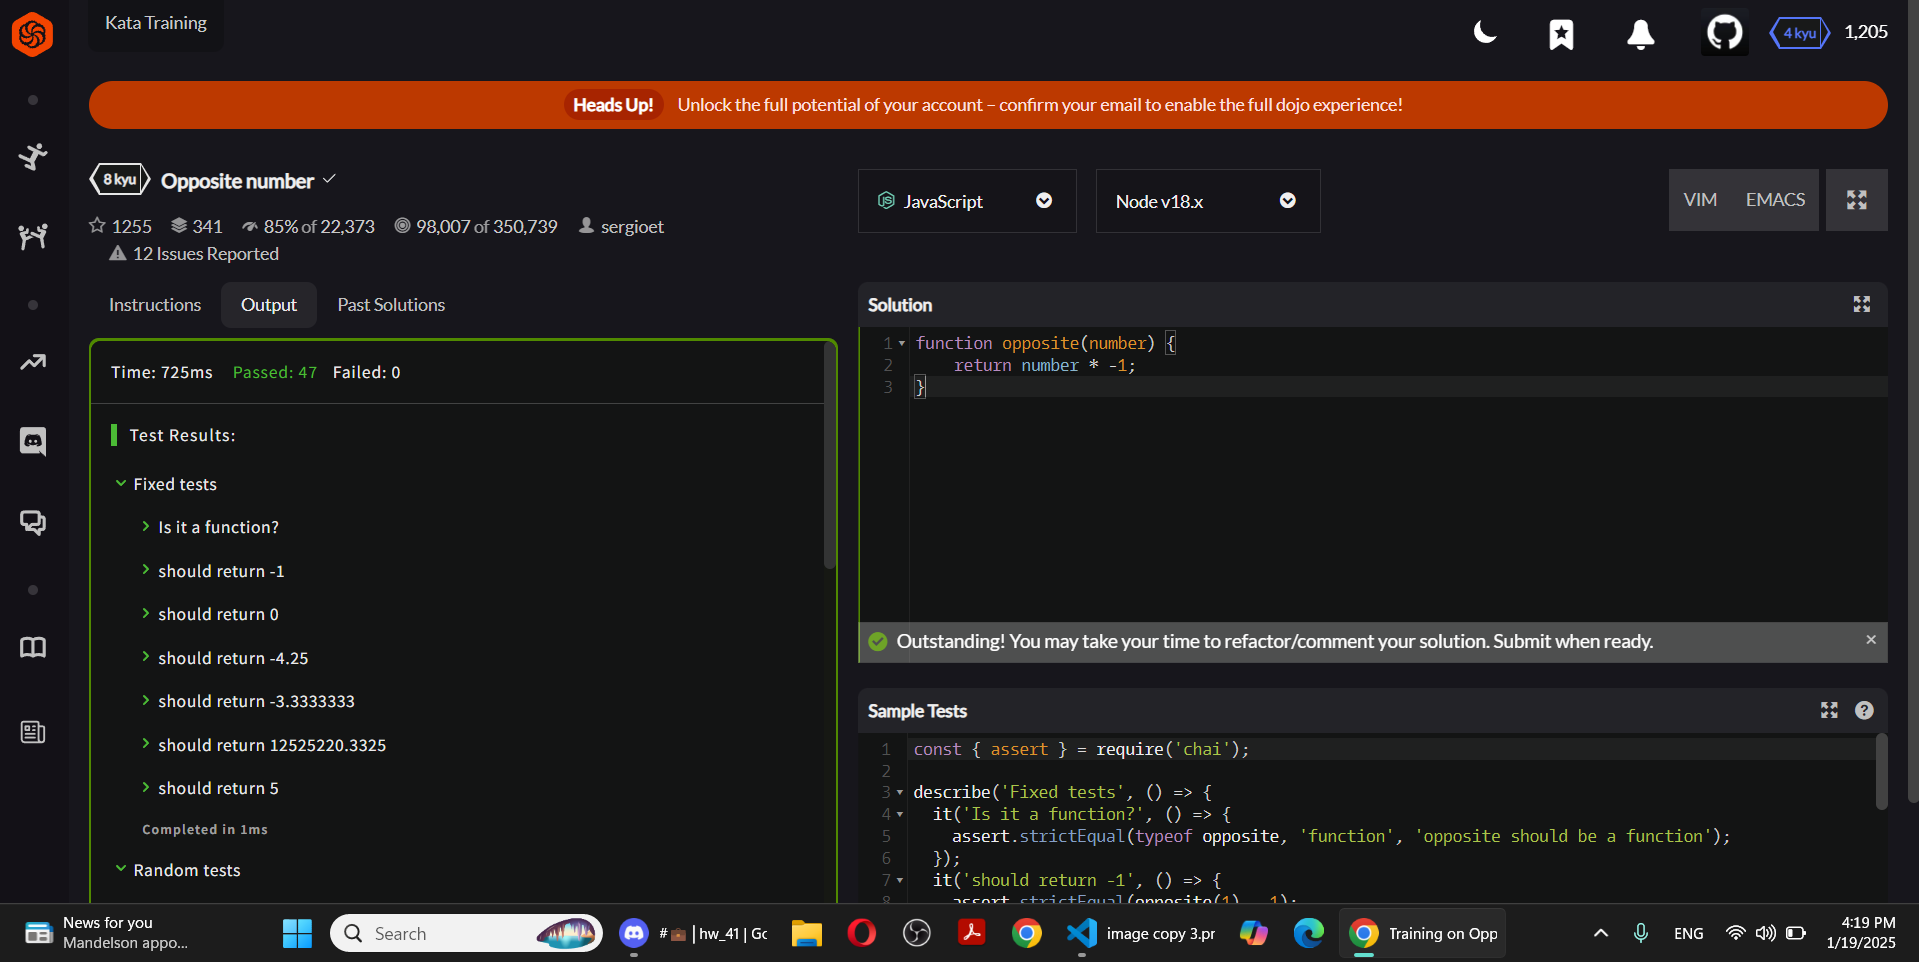 Kata Training
4 kyu
1,205
Heads Up! Unlock the full potential of your account – confirm your email to enable the full dojo experience!
8 kyu
Opposite number
1255 341 85% of 22,373 98,007 of 350,739 sergioet
12 Issues Reported
JavaScript
Node v18.x
VIM
EMACS
Instructions
Output
Past Solutions
Time: 725ms Passed: 47 Failed: 0
Test Results:
Fixed tests
Is it a function?
should return -1
should return 0
should return -4.25
should return -3.3333333
should return 12525220.3325
should return 5
Completed in 1ms
Random tests
Solution
1 function opposite(number) {
2 return number * -1;
3 }
Outstanding! You may take your time to refactor/comment your solution. Submit when ready.
Sample Tests
1 const { assert } = require('chai');
2
3 describe('Fixed tests', () => {
4 it('Is it a function?', () => {
5 assert.strictEqual(typeof opposite, 'function', 'opposite should be a function');
6 });
7 it('should return -1', () => {
8 assert.strictEqual(opposite(1), -1);
News for you
Mandelson appo...
Search
# | hw_41 | Gc
image copy 3.pr
Training on Opp
ENG
4:19 PM
1/19/2025